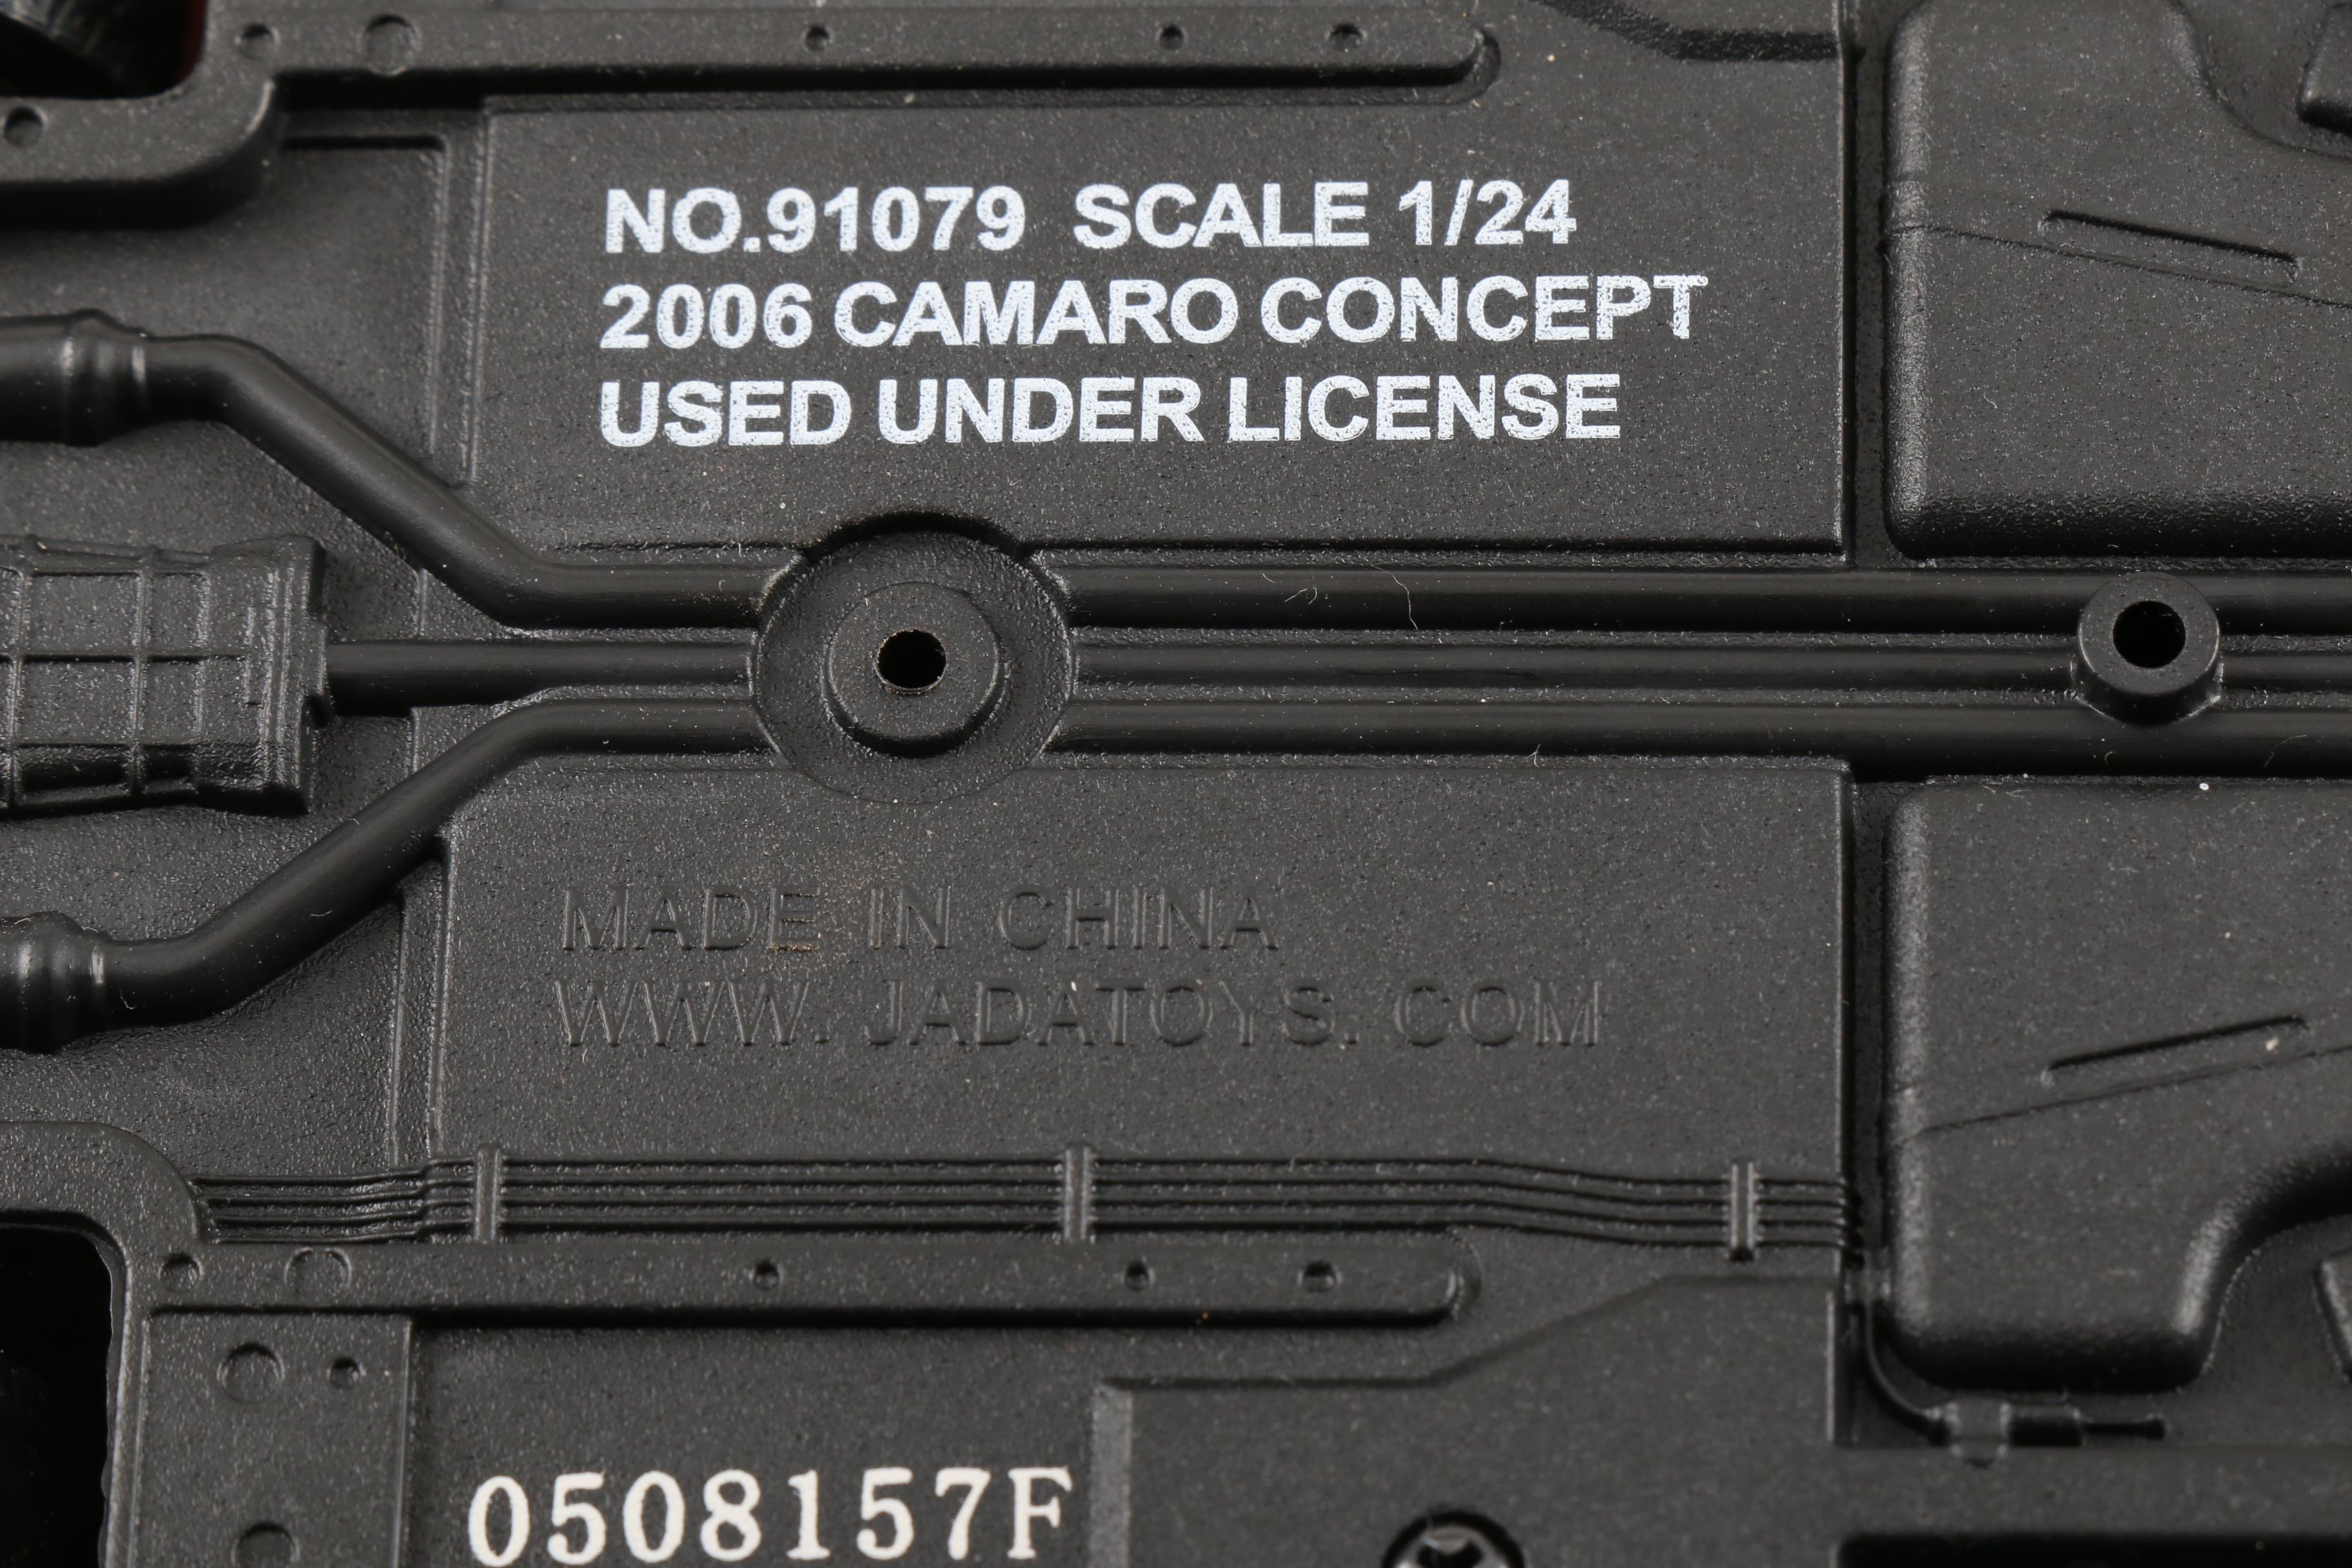 NO.91079 SCALE 1/24
2006 CAMARO CONCEPT
USED UNDER LICENSE
MADE IN CHINA
WWW. JADATOYS. COM
0508157F